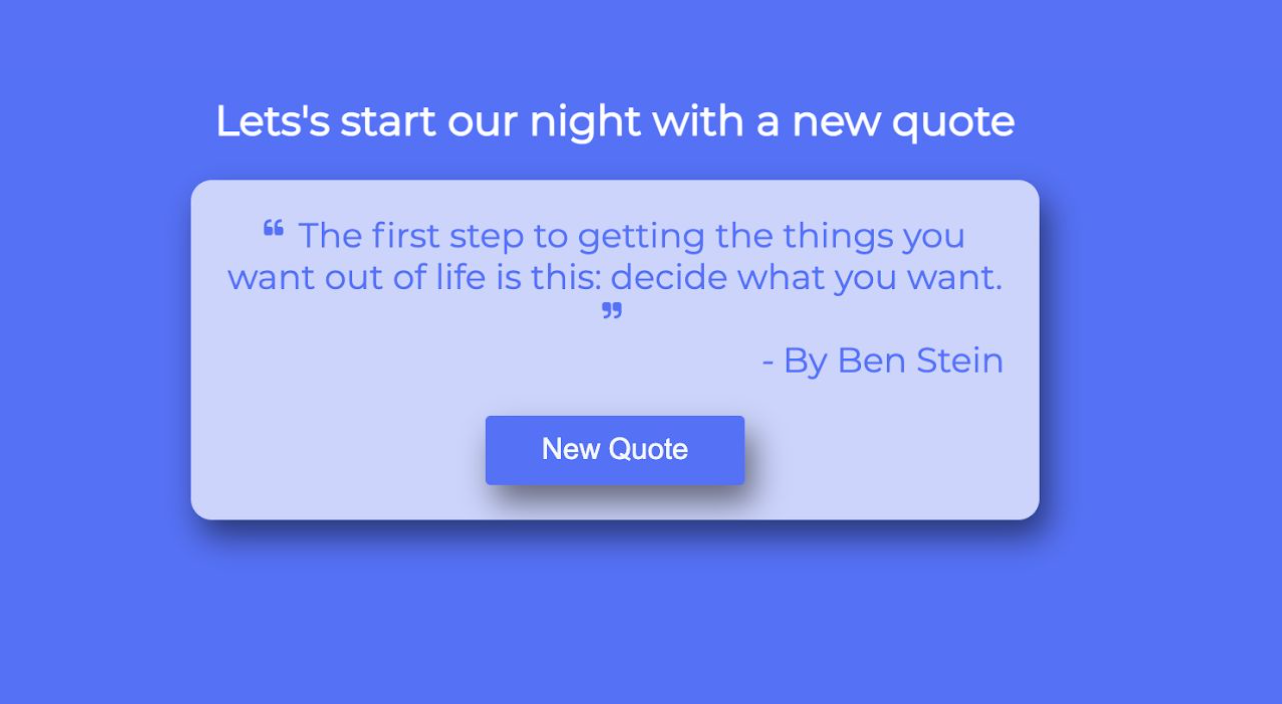 Lets's start our night with a new quote
❝ The first step to getting the things you
want out of life is this: decide what you want.
❞
- By Ben Stein
New Quote